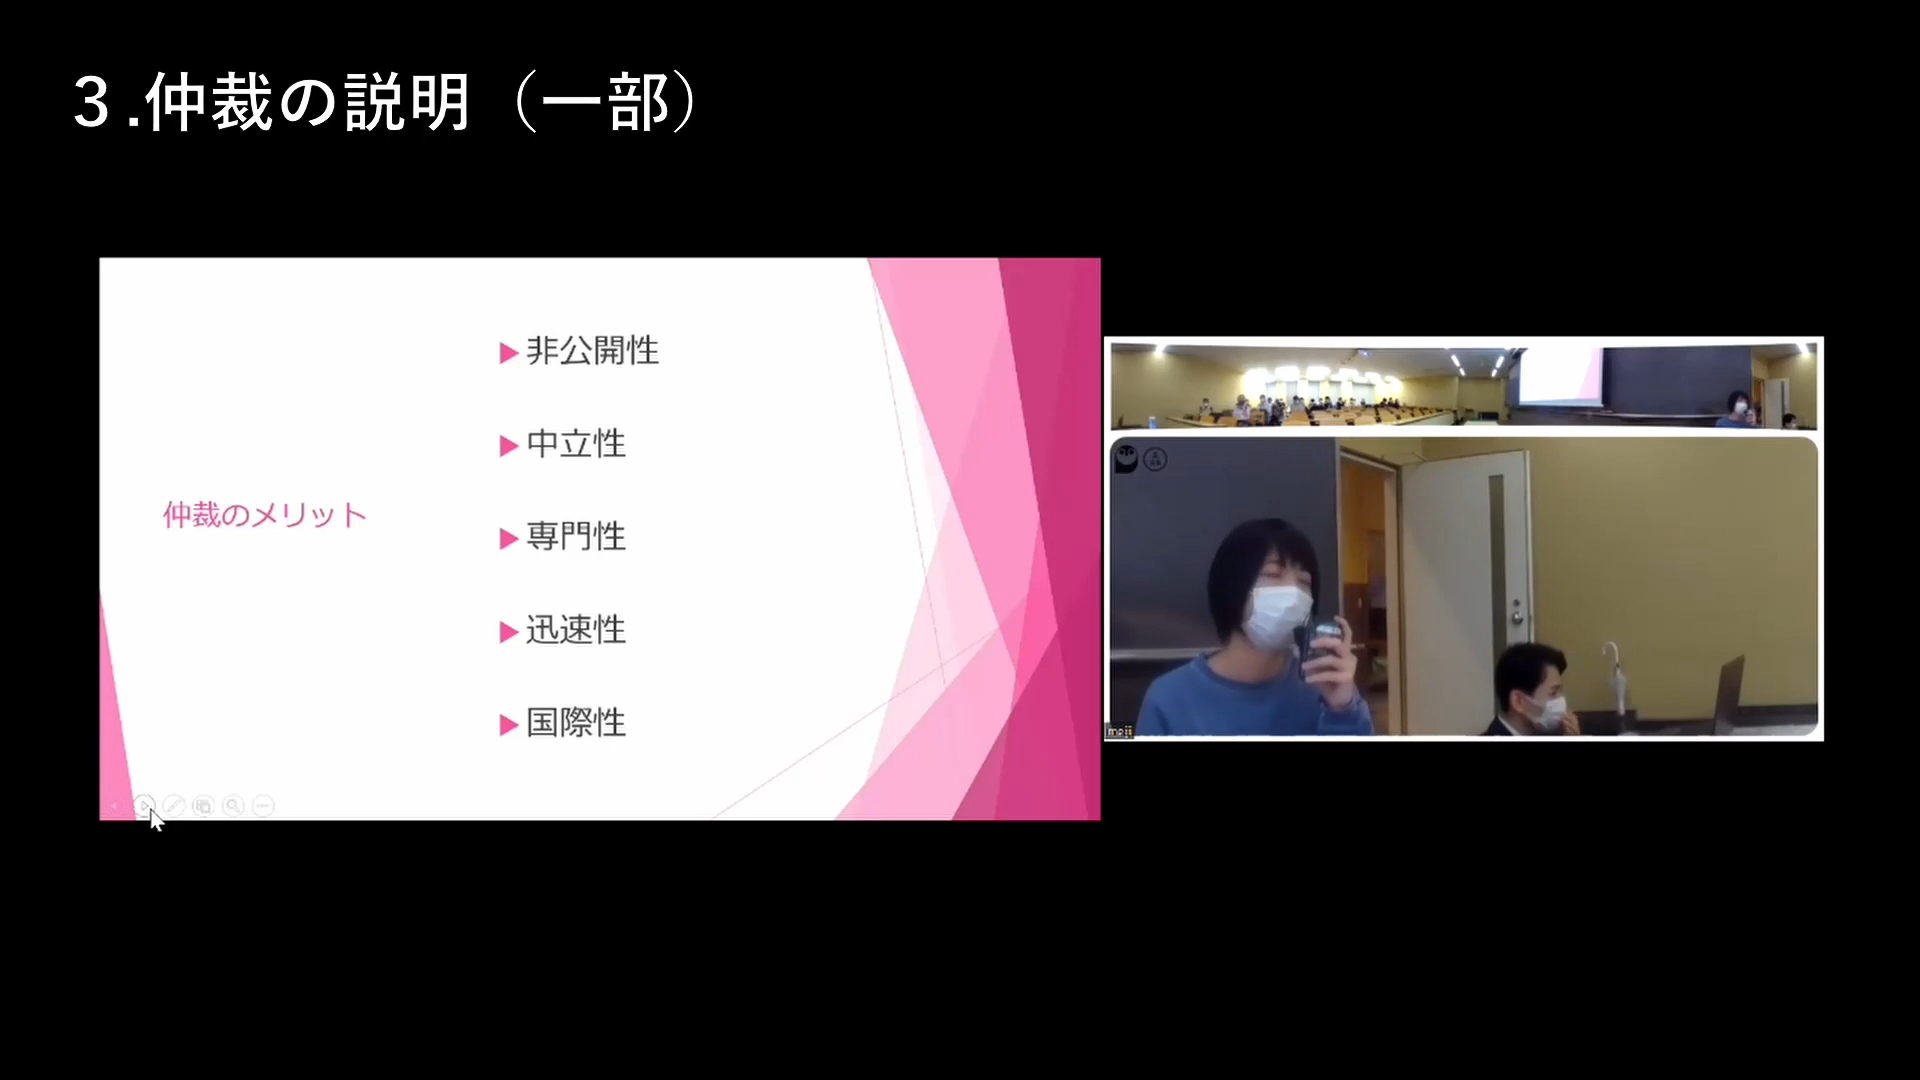 ３.仲裁の説明（一部）
仲裁のメリット
▶非公開性
▶中立性
▶専門性
▶迅速性
▶国際性
meiji